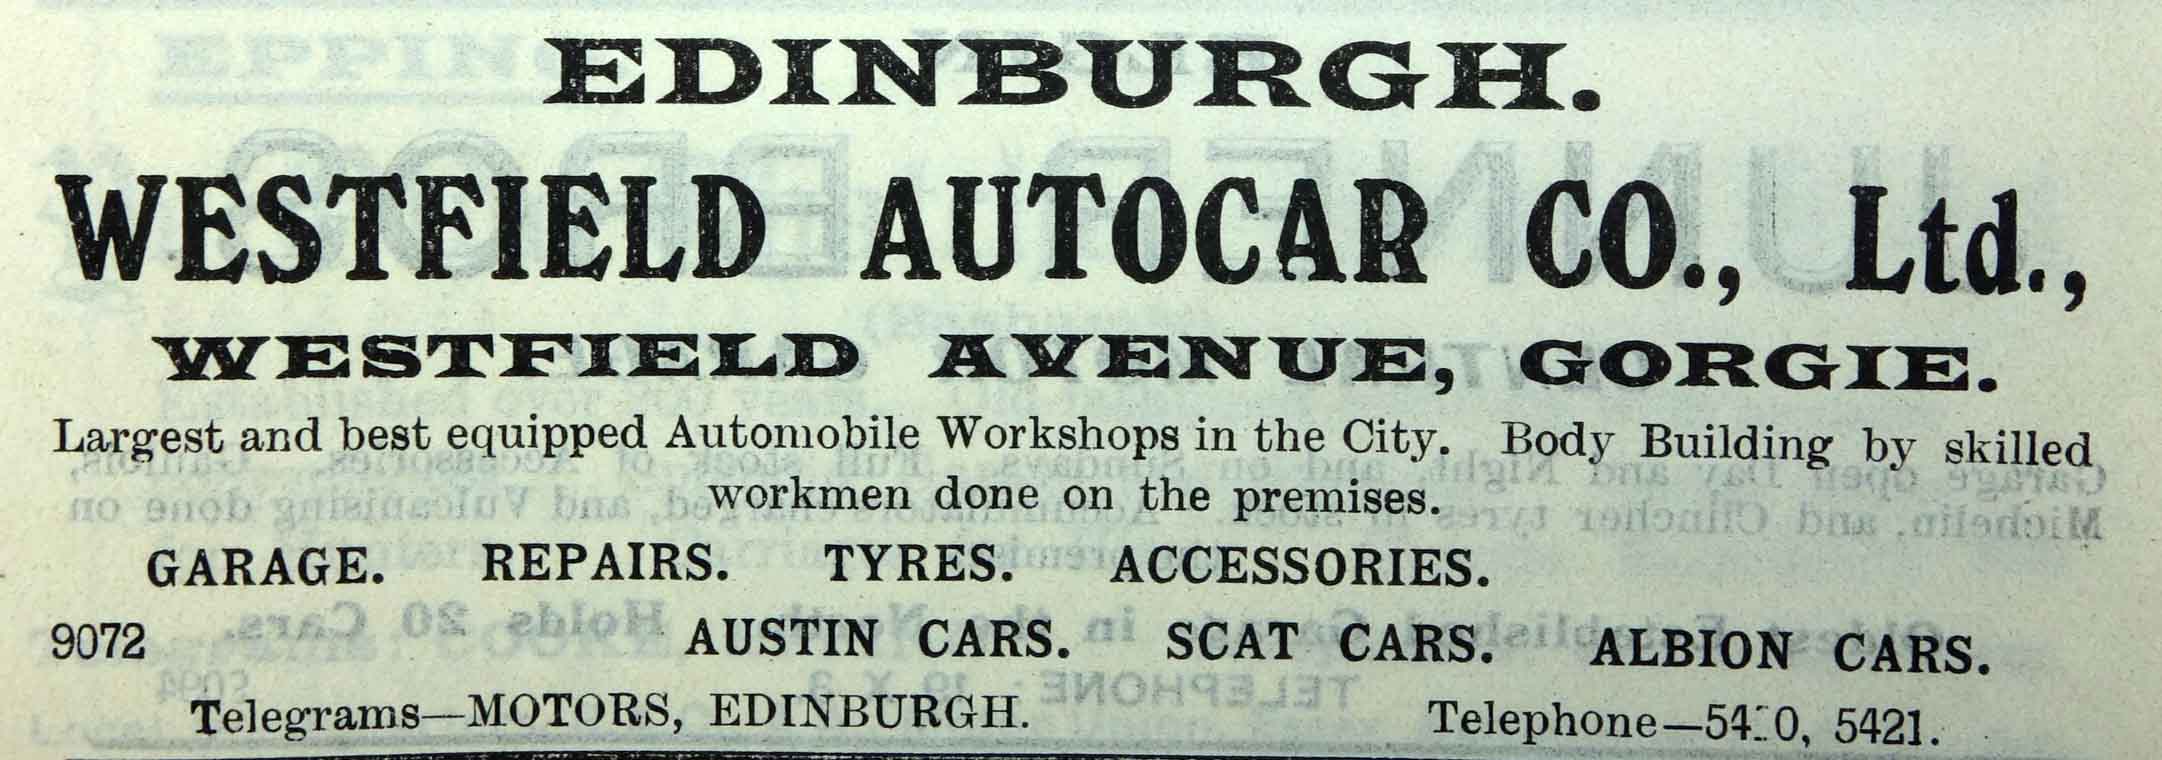 EDINBURGH.
WESTFIELD AUTOCAR CO., Ltd.,
WESTFIELD AVENUE, GORGIE.
Largest and best equipped Automobile Workshops in the City. Body Building by skilled
workmen done on the premises.
GARAGE. REPAIRS. TYRES. ACCESSORIES.
9072 AUSTIN CARS. SCAT CARS. ALBION CARS.
Telegrams—MOTORS, EDINBURGH. Telephone— 5421.